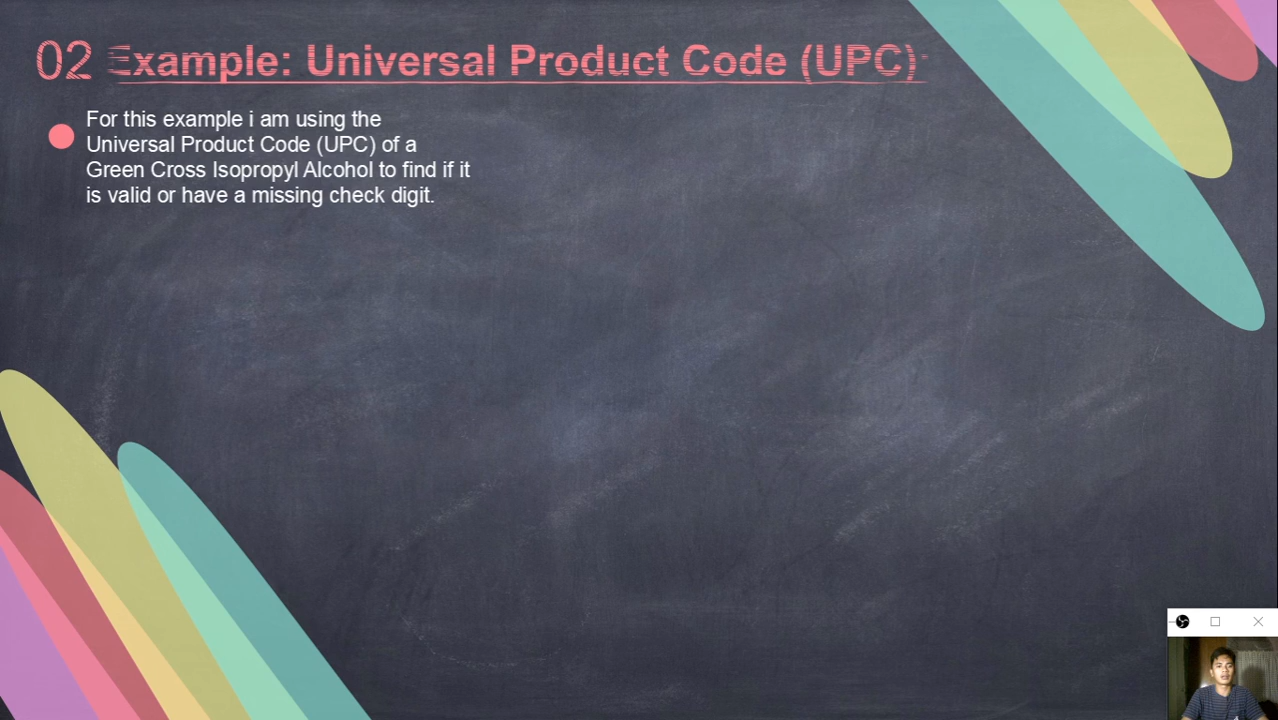 02 Example: Universal Product Code (UPC)
For this example i am using the
Universal Product Code (UPC) of a
Green Cross Isopropyl Alcohol to find if it
is valid or have a missing check digit.